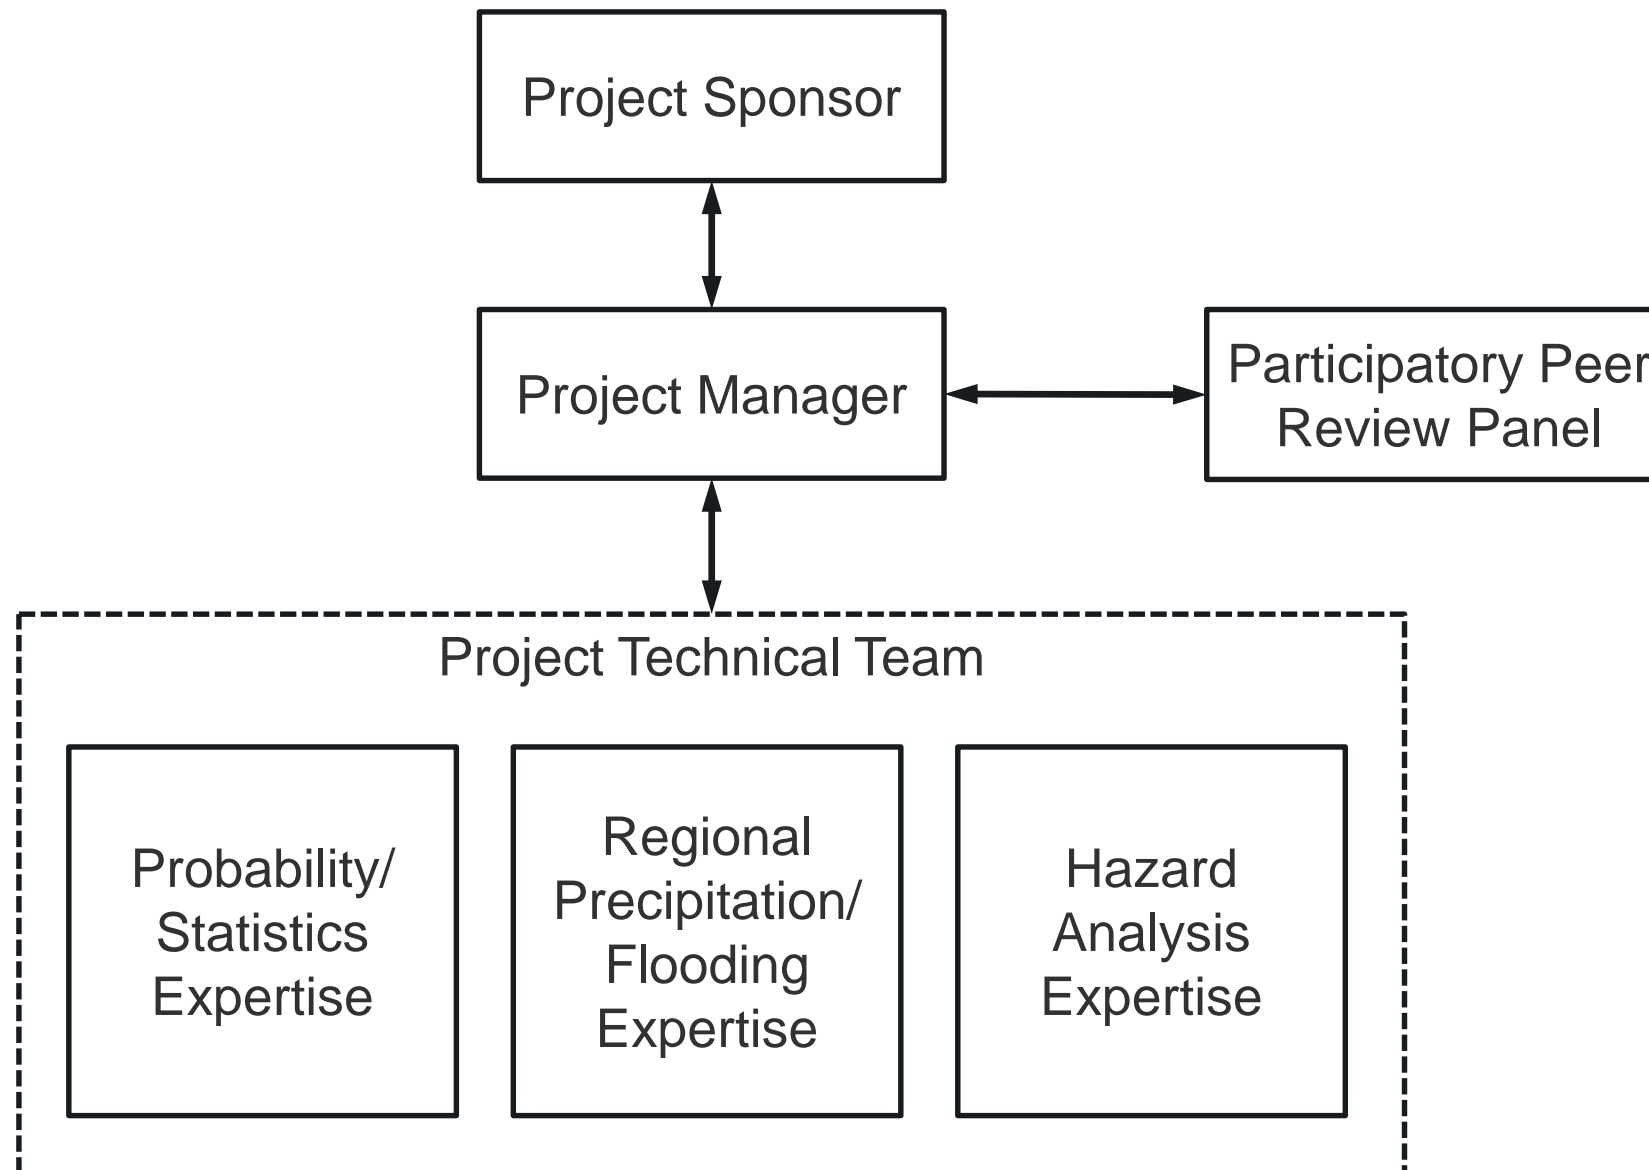 Project Sponsor
Project Manager
Participatory Peer
Review Panel
Project Technical Team
Probability/
Statistics
Expertise
Regional
Precipitation/
Flooding
Expertise
Hazard
Analysis
Expertise